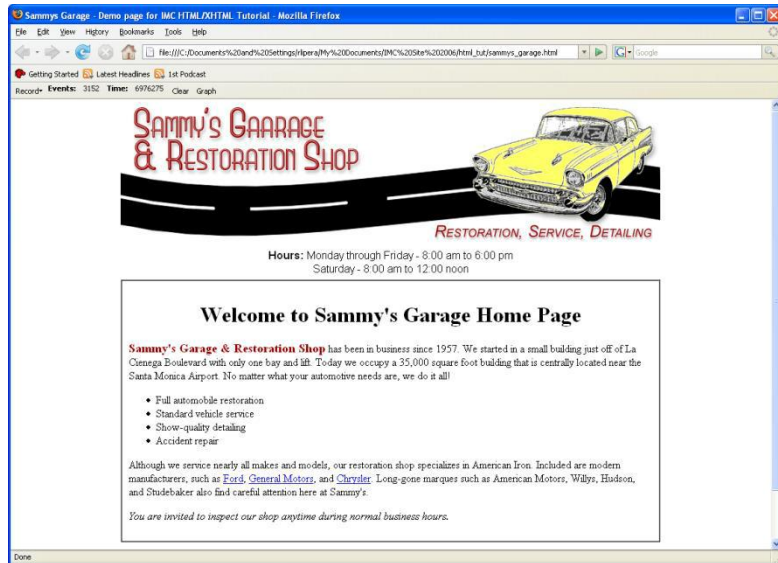 Sammys Garage - Demo page for IMC HTML/XHTML Tutorial - Mozilla Firefox
File Edit View History Bookmarks Tools Help
file:///C:/Documents%20and%20Settings/rlpera/My%20Documents/IMC%20Site%202006/html_tut/sammys_garage.html
G Google
Getting Started Latest Headlines 1st Podcast
Record Events: 3152 Time: 6976275 Clear Graph
SAMMY'S GAARAGE
& RESTORATION SHOP
RESTORATION, SERVICE, DETAILING
Hours: Monday through Friday - 8:00 am to 6:00 pm
Saturday - 8:00 am to 12:00 noon
Welcome to Sammy's Garage Home Page
Sammy's Garage & Restoration Shop has been in business since 1957. We started in a small building just off of La
Cienega Boulevard with only one bay and lift. Today we occupy a 35,000 square foot building that is centrally located near the
Santa Monica Airport. No matter what your automotive needs are, we do it all!
• Full automobile restoration
• Standard vehicle service
• Show-quality detailing
• Accident repair
Although we service nearly all makes and models, our restoration shop specializes in American Iron. Included are modern
manufacturers, such as Ford, General Motors, and Chrysler. Long-gone marques such as American Motors, Willys, Hudson,
and Studebaker also find careful attention here at Sammy's.
You are invited to inspect our shop anytime during normal business hours.
Done